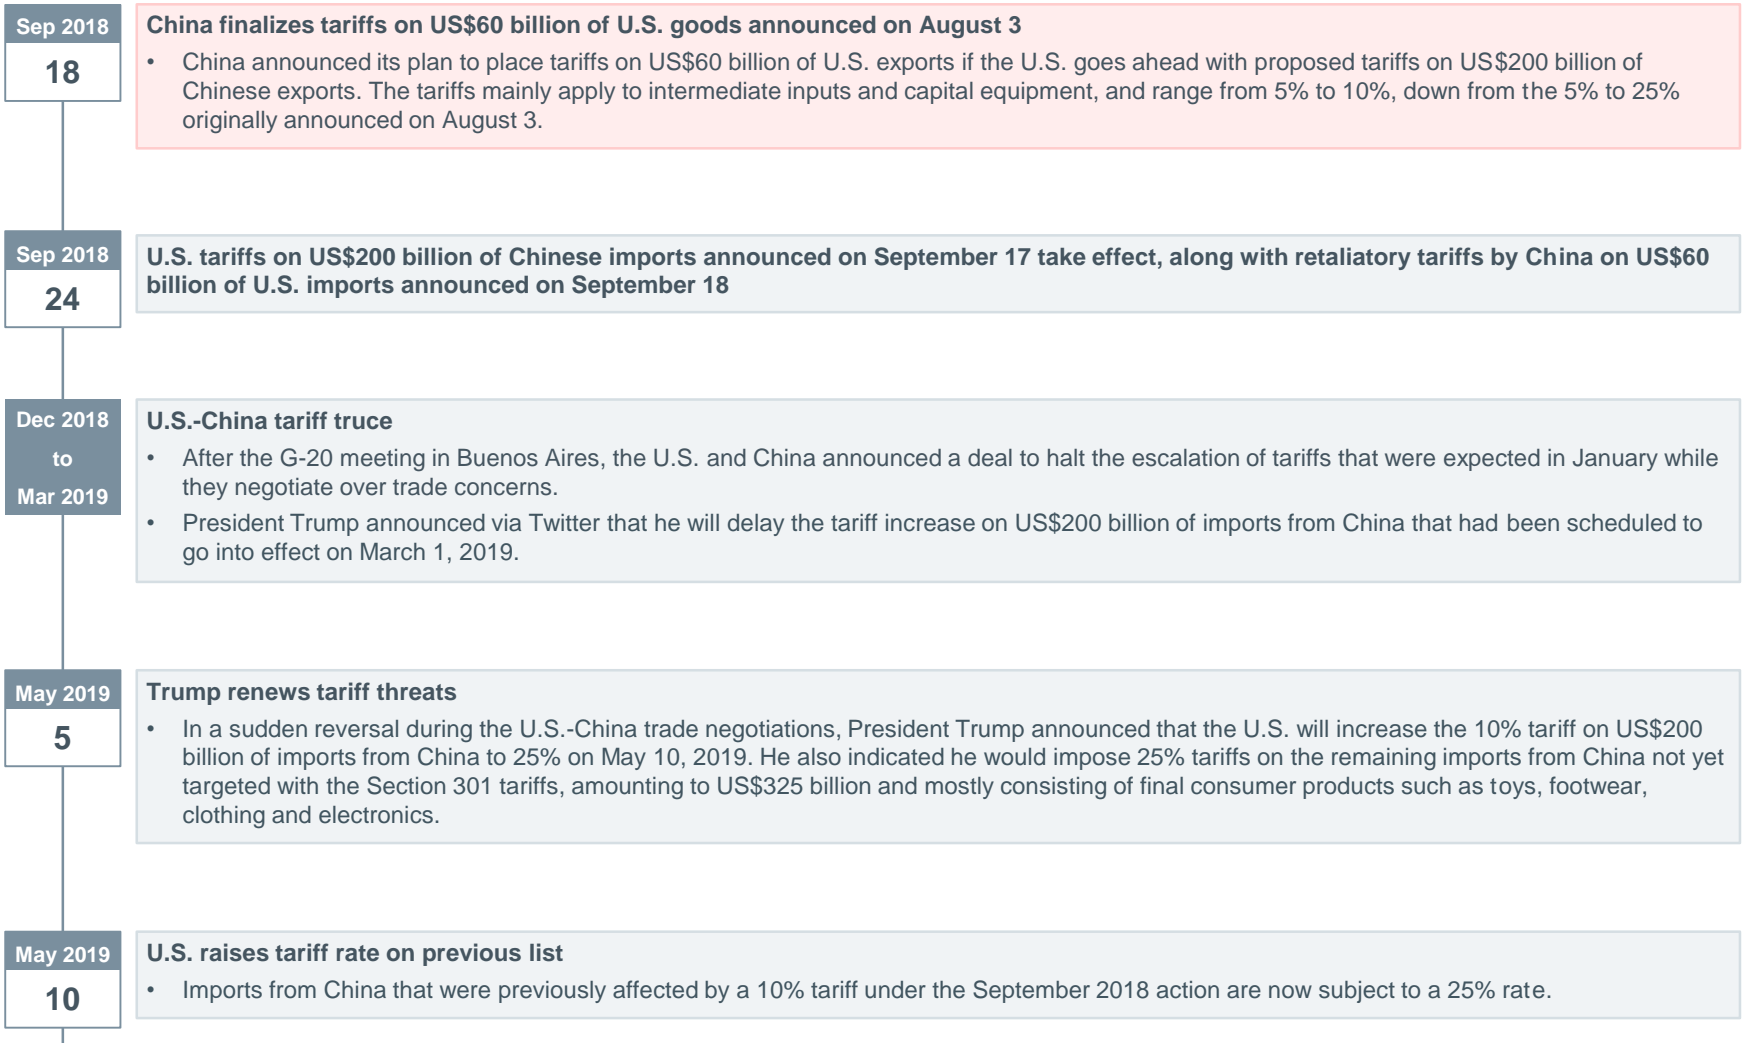 Sep 2018
18
China finalizes tariffs on US$60 billion of U.S. goods announced on August 3
• China announced its plan to place tariffs on US$60 billion of U.S. exports if the U.S. goes ahead with proposed tariffs on US$200 billion of
Chinese exports. The tariffs mainly apply to intermediate inputs and capital equipment, and range from 5% to 10%, down from the 5% to 25%
originally announced on August 3.
Sep 2018
24
U.S. tariffs on US$200 billion of Chinese imports announced on September 17 take effect, along with retaliatory tariffs by China on US$60
billion of U.S. imports announced on September 18
Dec 2018
to
Mar 2019
U.S.-China tariff truce
• After the G-20 meeting in Buenos Aires, the U.S. and China announced a deal to halt the escalation of tariffs that were expected in January while
they negotiate over trade concerns.
• President Trump announced via Twitter that he will delay the tariff increase on US$200 billion of imports from China that had been scheduled to
go into effect on March 1, 2019.
May 2019
5
Trump renews tariff threats
• In a sudden reversal during the U.S.-China trade negotiations, President Trump announced that the U.S. will increase the 10% tariff on US$200
billion of imports from China to 25% on May 10, 2019. He also indicated he would impose 25% tariffs on the remaining imports from China not yet
targeted with the Section 301 tariffs, amounting to US$325 billion and mostly consisting of final consumer products such as toys, footwear,
clothing and electronics.
May 2019
10
U.S. raises tariff rate on previous list
• Imports from China that were previously affected by a 10% tariff under the September 2018 action are now subject to a 25% rate.